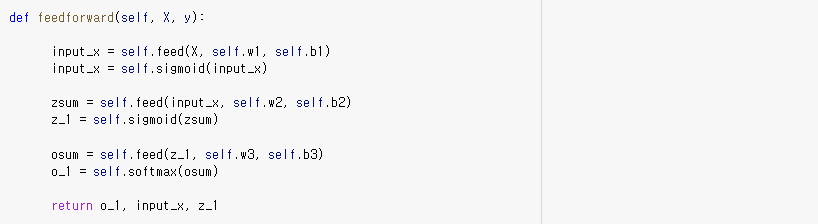 def feedforward(self, X, y):
input_x = self.feed(X, self.w1, self.b1)
input_x = self.sigmoid(input_x)
zsum = self.feed(input_x, self.w2, self.b2)
z_1 = self.sigmoid(zsum)
osum = self.feed(z_1, self.w3, self.b3)
o_1 = self.softmax(osum)
return o_1, input_x, z_1